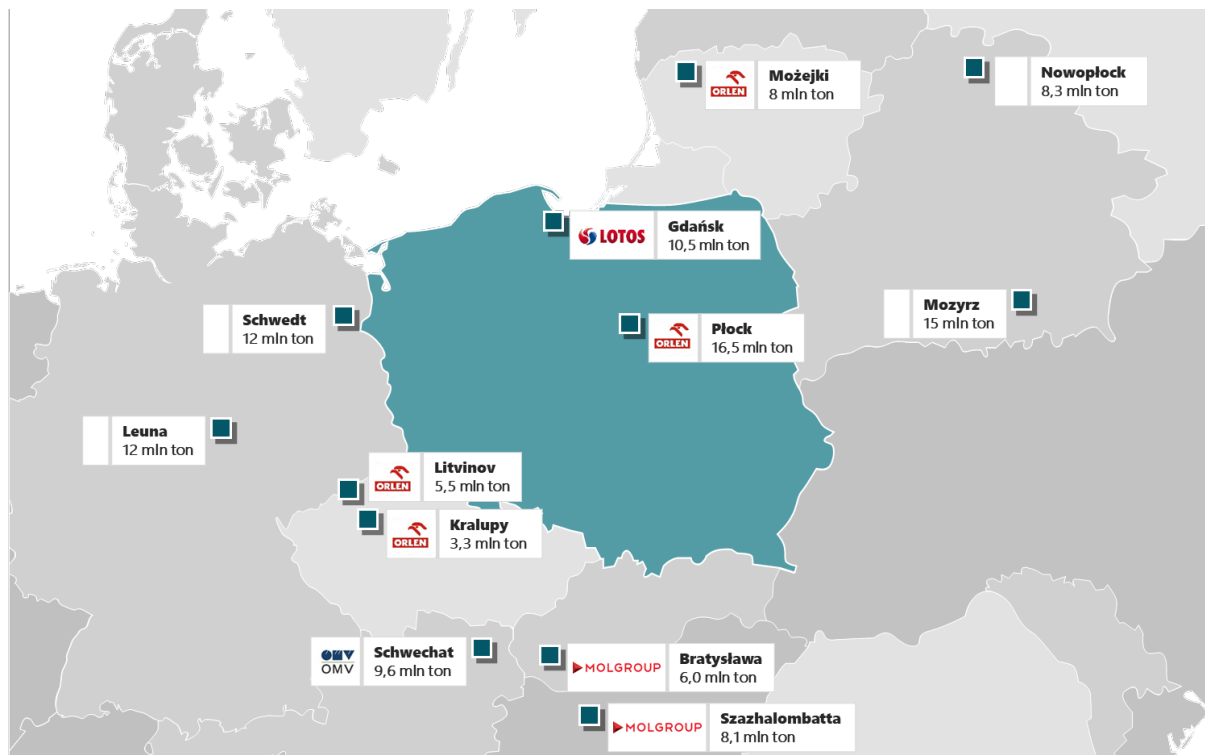 ORLEN
Możejki
8 mln ton
Nowopłock
8,3 mln ton
LOTOS
Gdańsk
10,5 mln ton
Schwedt
12 mln ton
ORLEN
Płock
16,5 mln ton
Mozyrz
15 mln ton
Leuna
12 mln ton
ORLEN
Litvinov
5,5 mln ton
ORLEN
Kralupy
3,3 mln ton
OMV
OMV
Schwechat
9,6 mln ton
MOLGROUP
Bratysława
6,0 mln ton
MOLGROUP
Szazhalombatta
8,1 mln ton